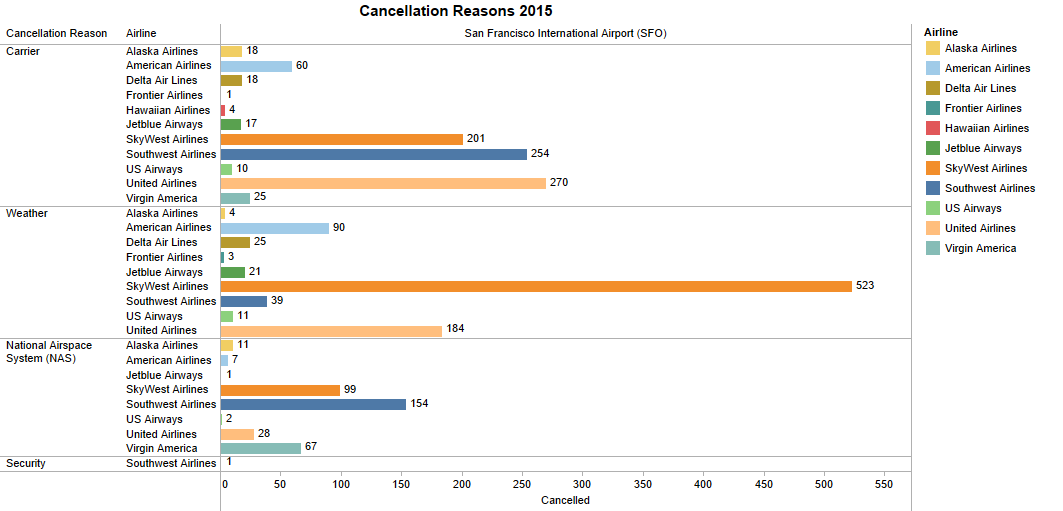 Cancellation Reasons 2015
Cancellation Reason Airline San Francisco International Airport (SFO)
Carrier Alaska Airlines 18
American Airlines 60
Delta Air Lines 18
Frontier Airlines 1
Hawaiian Airlines 4
Jetblue Airways 17
SkyWest Airlines 201
Southwest Airlines 254
US Airways 10
United Airlines 270
Virgin America 25
Weather Alaska Airlines 4
American Airlines 90
Delta Air Lines 25
Frontier Airlines 3
Jetblue Airways 21
SkyWest Airlines 523
Southwest Airlines 39
US Airways 11
United Airlines 184
National Airspace Alaska Airlines 11
System (NAS) American Airlines 7
Jetblue Airways 1
SkyWest Airlines 99
Southwest Airlines 154
US Airways 2
United Airlines 28
Virgin America 67
Security Southwest Airlines 1
0 50 100 150 200 250 300 350 400 450 500 550
Cancelled
Airline
Alaska Airlines
American Airlines
Delta Air Lines
Frontier Airlines
Hawaiian Airlines
Jetblue Airways
SkyWest Airlines
Southwest Airlines
US Airways
United Airlines
Virgin America